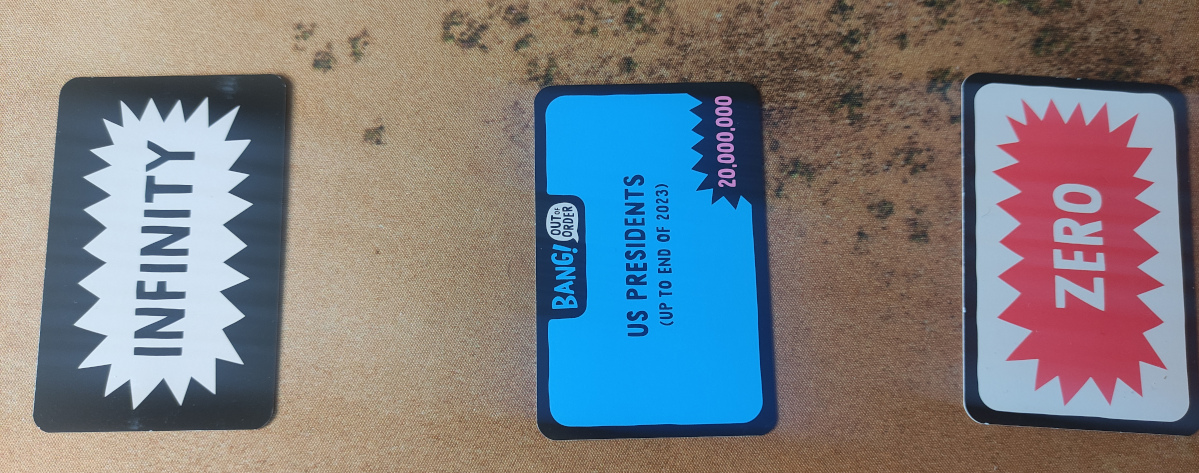 INFINITY
BANG!
OUT OF
ORDER
US PRESIDENTS
(UP TO END OF 2023)
20,000,000
ZERO